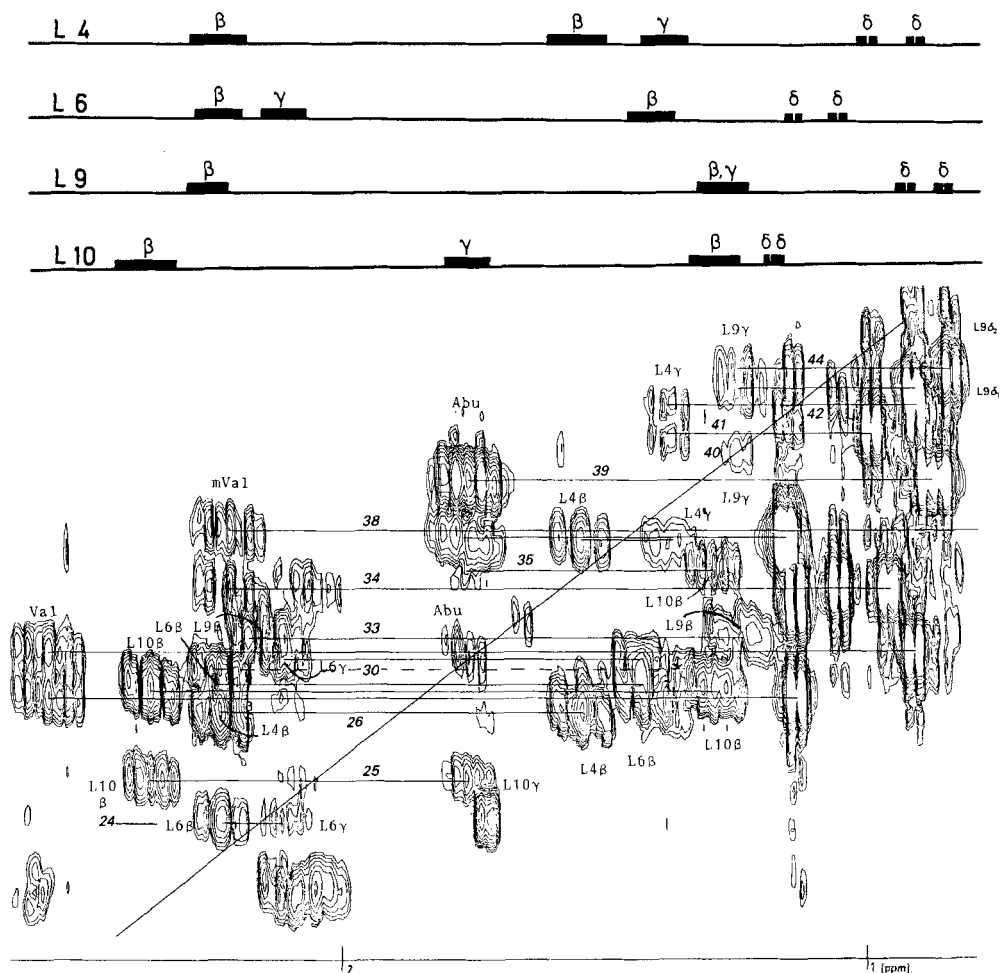 L 4 β β γ δ δ
L 6 β γ β δ δ
L 9 β β,γ δ δ
L 10 β γ β δ δ
L9δ₂
L9γ 44
L4γ L9δ₁
Abu 42
41
40
39
mVal L4β L9γ
38 L4γ
35
34 L10β
Val L6β L9β 33 Abu L9β
L10β L6γ
30
26 L4β L4β L6β L10β
25
L10β L10γ
24 L6β L6γ
2 1 [ppm]